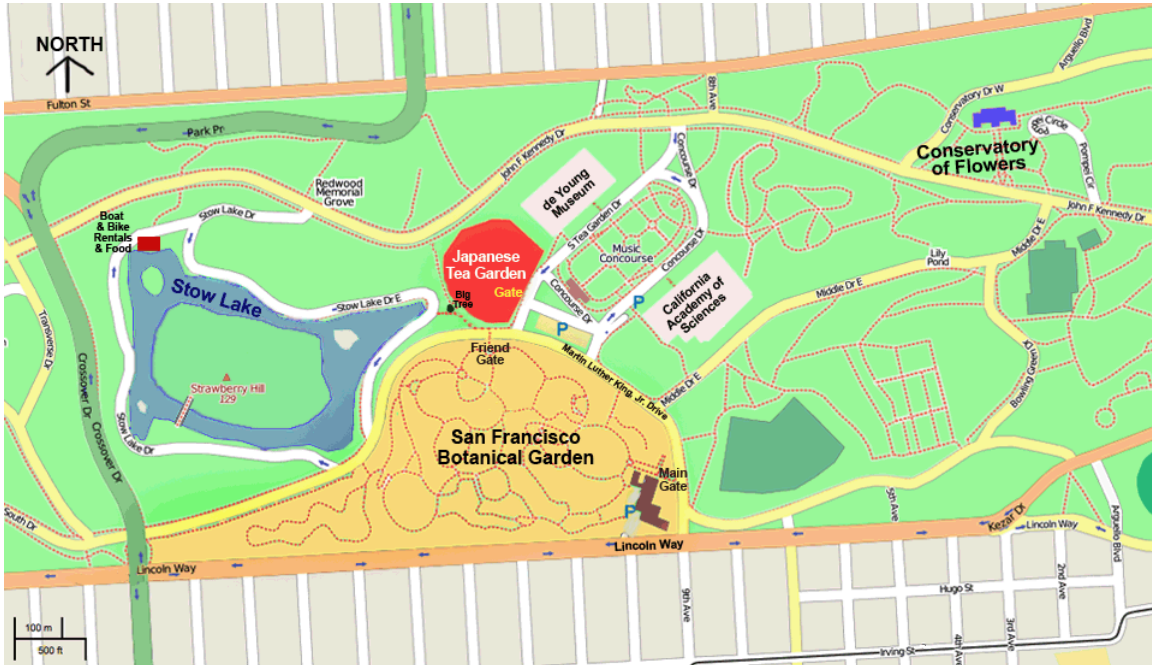 NORTH
Fulton St
Park Pr
8th Ave
Arguello Blvd
Conservatory Dr W
Conservatory
of Flowers
Pompei Cir
John F Kennedy Dr
John F Kennedy Dr
Concourse Dr
de Young
Museum
S Tea Garden Dr
Music
Concourse
Concourse Dr
Concourse Dr
Redwood
Memorial
Grove
Boat
& Bike
Rentals
& Food
Stow Lake Dr
Japanese
Tea Garden
Gate
Big
Tree
Stow Lake
Stow Lake Dr E
P
P
California
Academy of
Sciences
Lily
Pond
Middle Dr E
Middle Dr E
Middle Dr E
Transverse Dr
Crossover Dr
Crossover Dr
Strawberry Hill
129
Friend
Gate
Martin Luther King, Jr. Drive
Bowling Green Dr
Stow Lake Dr
San Francisco
Botanical Garden
Main
Gate
P
South Dr
5th Ave
Kezar Dr
Lincoln Way
Arguello Blvd
Lincoln Way
Lincoln Way
9th Ave
Hugo St
2nd Ave
3rd Ave
4th Ave
Irving St
100 m
500 ft